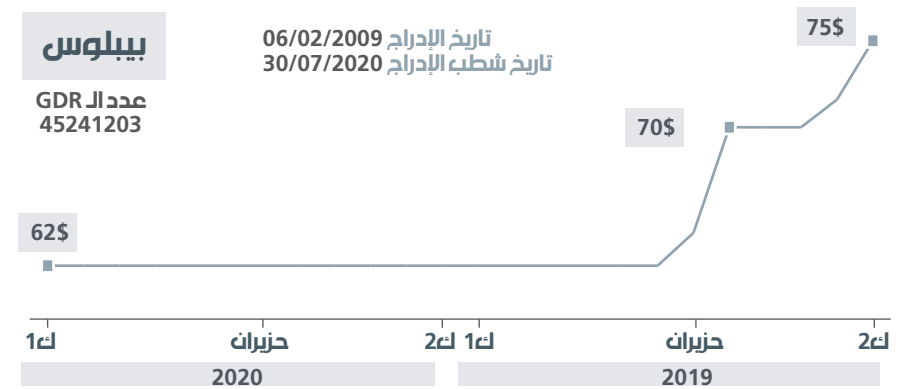 بيبلوس
عدد الـ GDR
45241203
تاريخ الإدراج 06/02/2009
تاريخ شطب الإدراج 30/07/2020
75$
70$
62$
ك2 حزيران ك1 ك2 حزيران ك1
2019 2020